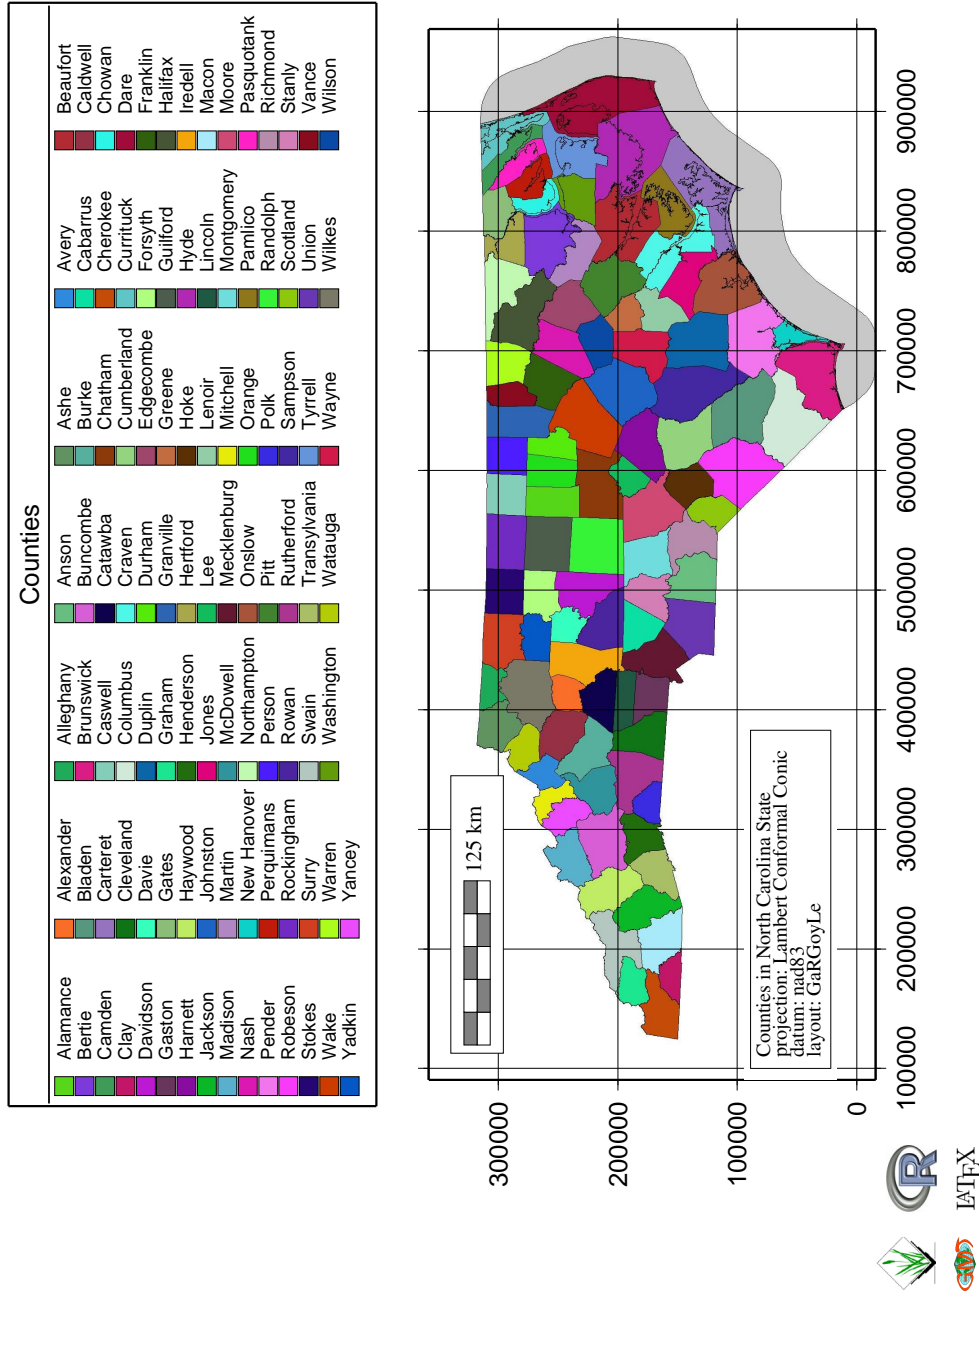 Counties
Alamance
Bertie
Camden
Clay
Davidson
Gaston
Harnett
Jackson
Madison
Nash
Pender
Robeson
Stokes
Wake
Yadkin
Alexander
Bladen
Carteret
Cleveland
Davie
Gates
Haywood
Johnston
Martin
New Hanover
Perquimans
Rockingham
Surry
Warren
Yancey
Alleghany
Brunswick
Caswell
Columbus
Duplin
Graham
Henderson
Jones
McDowell
Northampton
Person
Rowan
Swain
Washington
Anson
Buncombe
Catawba
Craven
Durham
Granville
Hertford
Lee
Mecklenburg
Onslow
Pitt
Rutherford
Transylvania
Watauga
Ashe
Burke
Chatham
Cumberland
Edgecombe
Greene
Hoke
Lenoir
Mitchell
Orange
Polk
Sampson
Tyrrell
Wayne
Avery
Cabarrus
Cherokee
Currituck
Forsyth
Guilford
Hyde
Lincoln
Montgomery
Pamlico
Randolph
Scotland
Union
Wilkes
Beaufort
Caldwell
Chowan
Dare
Franklin
Halifax
Iredell
Macon
Moore
Pasquotank
Richmond
Stanly
Vance
Wilson
300000
200000
100000
0
125 km
Counties in North Carolina State
projection: Lambert Conformal Conic
datum: nad83
layout: GaRGoyLe
100000 200000 300000 400000 500000 600000 700000 800000 900000
GMT
R
LATEX